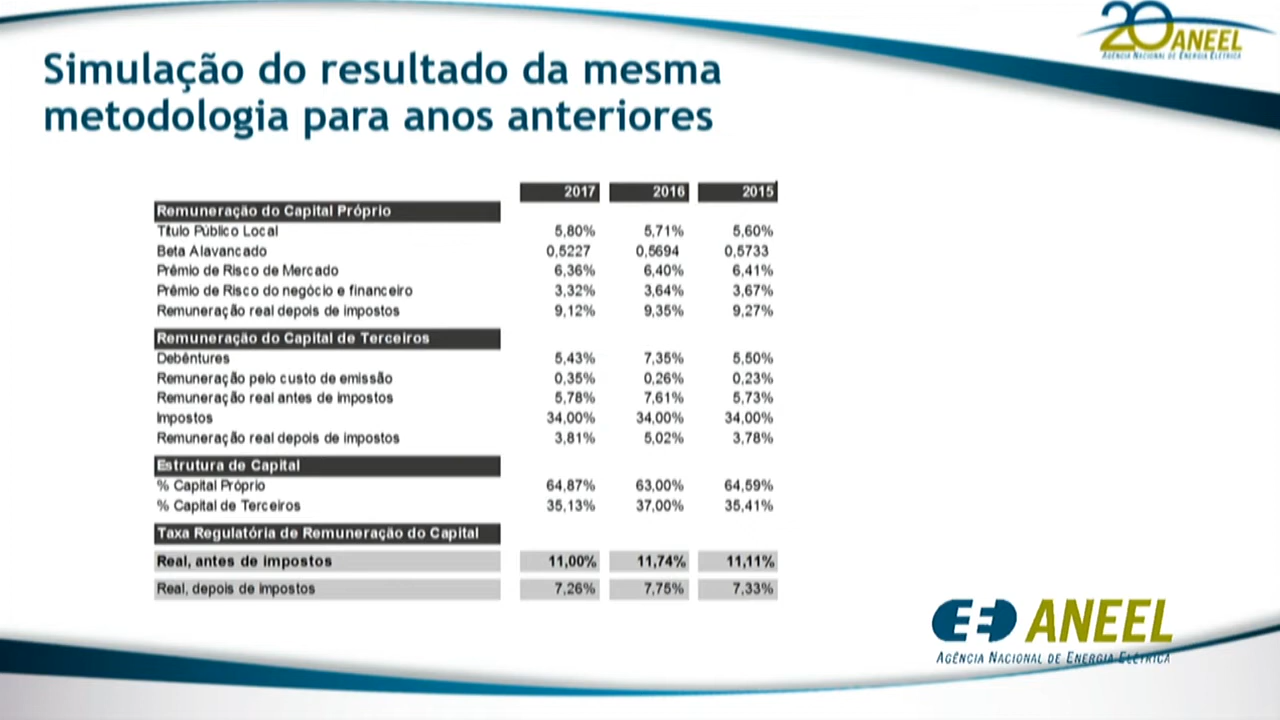 20 ANEEL
AGÊNCIA NACIONAL DE ENERGIA ELÉTRICA
Simulação do resultado da mesma
metodologia para anos anteriores
2017 2016 2015
Remuneração do Capital Próprio
Título Público Local 5,80% 5,71% 5,60%
Beta Alavancado 0,5227 0,5694 0,5733
Prêmio de Risco de Mercado 6,36% 6,40% 6,41%
Prêmio de Risco do negócio e financeiro 3,32% 3,64% 3,67%
Remuneração real depois de impostos 9,12% 9,35% 9,27%
Remuneração do Capital de Terceiros
Debêntures 5,43% 7,35% 5,50%
Remuneração pelo custo de emissão 0,35% 0,26% 0,23%
Remuneração real antes de impostos 5,78% 7,61% 5,73%
Impostos 34,00% 34,00% 34,00%
Remuneração real depois de impostos 3,81% 5,02% 3,78%
Estrutura de Capital
% Capital Próprio 64,87% 63,00% 64,59%
% Capital de Terceiros 35,13% 37,00% 35,41%
Taxa Regulatória de Remuneração do Capital
Real, antes de impostos 11,00% 11,74% 11,11%
Real, depois de impostos 7,26% 7,75% 7,33%
ANEEL
AGÊNCIA NACIONAL DE ENERGIA ELÉTRICA